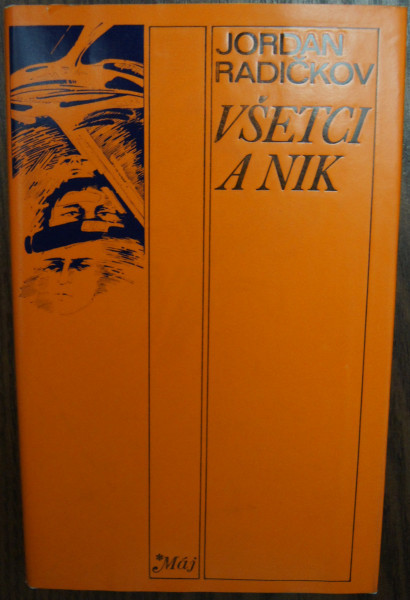 JORDAN
RADIČKOV
VŠETCI
A NIK
*Máj